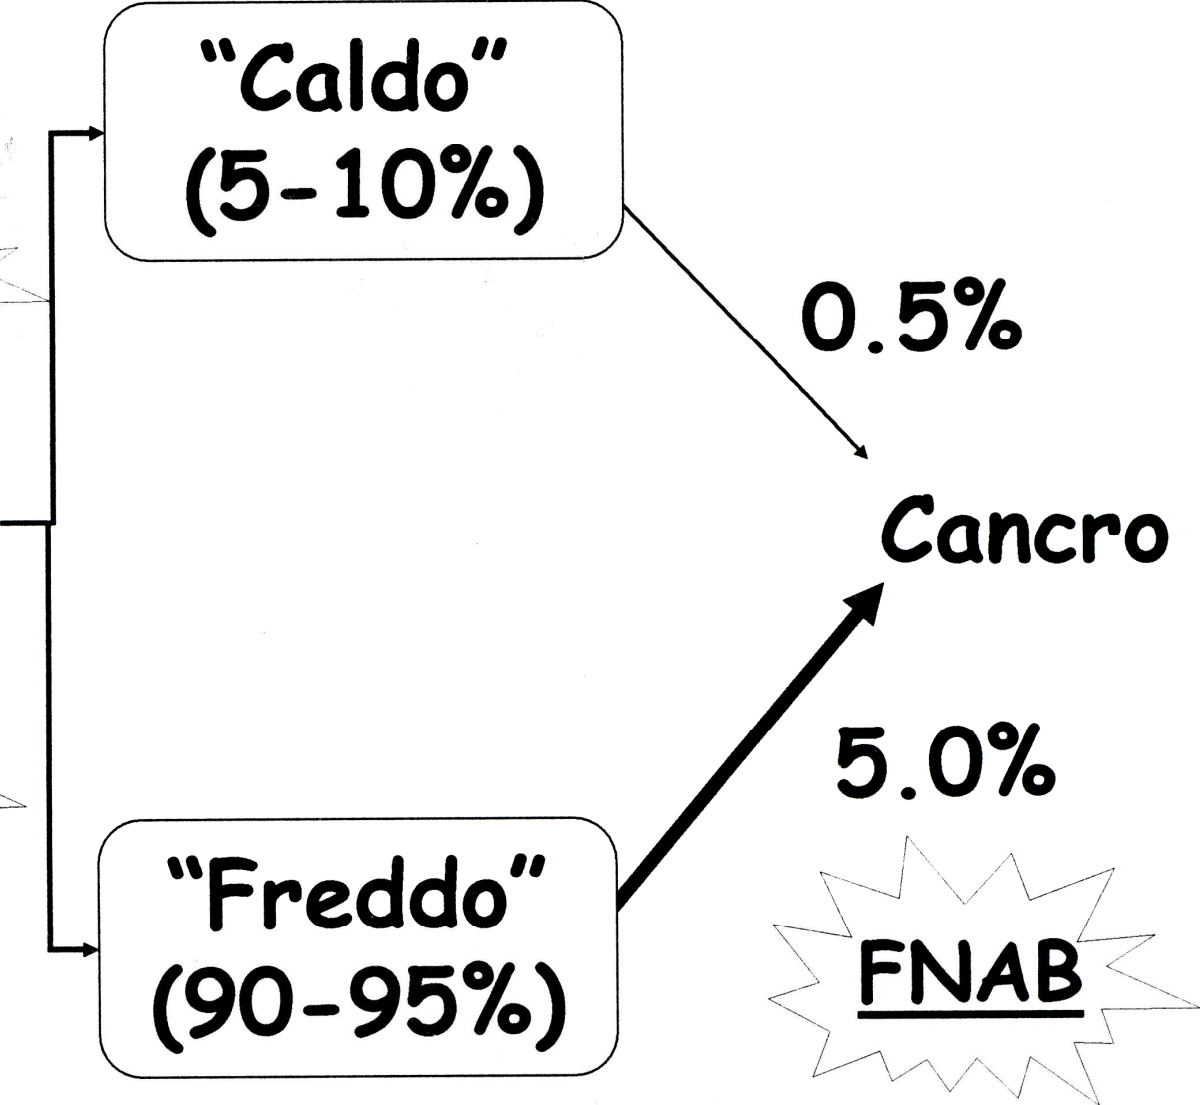 “Caldo”
(5-10%)
0.5%
Cancro
5.0%
“Freddo”
(90-95%)
FNAB